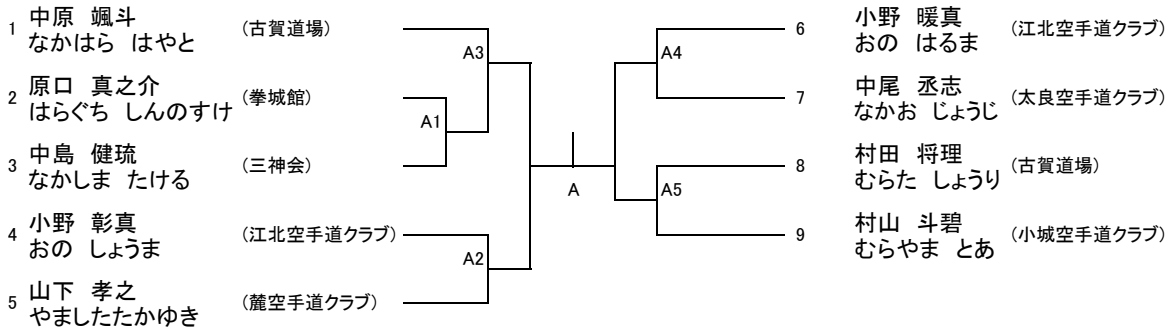 1 中原 颯斗 (古賀道場)
なかはら はやと
2 原口 真之介 (拳城館)
はらぐち しんのすけ
3 中島 健琉 (三神会)
なかしま たける
4 小野 彰真 (江北空手道クラブ)
おの しょうま
5 山下 孝之 (麓空手道クラブ)
やましたたかゆき
A3
A1
A2
A
A4
A5
6 小野 暖真 (江北空手道クラブ)
おの はるま
7 中尾 丞志 (太良空手道クラブ)
なかお じょうじ
8 村田 将理 (古賀道場)
むらた しょうり
9 村山 斗碧 (小城空手道クラブ)
むらやま とあ